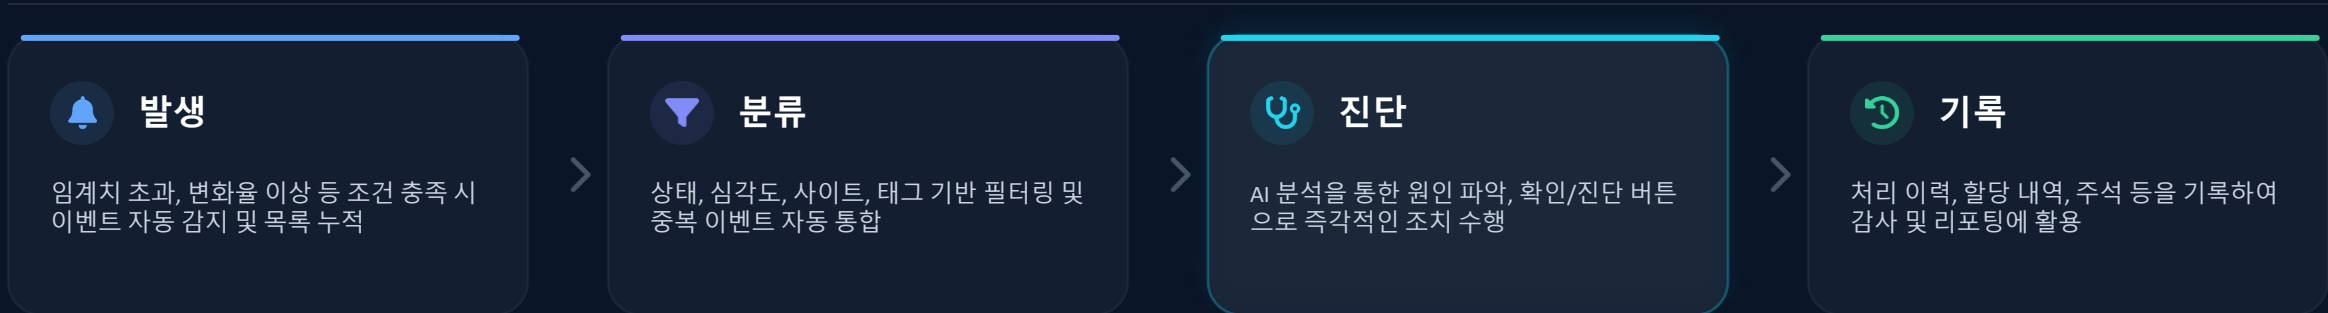 발생
임계치 초과, 변화율 이상 등 조건 충족 시
이벤트 자동 감지 및 목록 누적
분류
상태, 심각도, 사이트, 태그 기반 필터링 및
중복 이벤트 자동 통합
진단
AI 분석을 통한 원인 파악, 확인/진단 버튼
으로 즉각적인 조치 수행
기록
처리 이력, 할당 내역, 주석 등을 기록하여
감사 및 리포팅에 활용